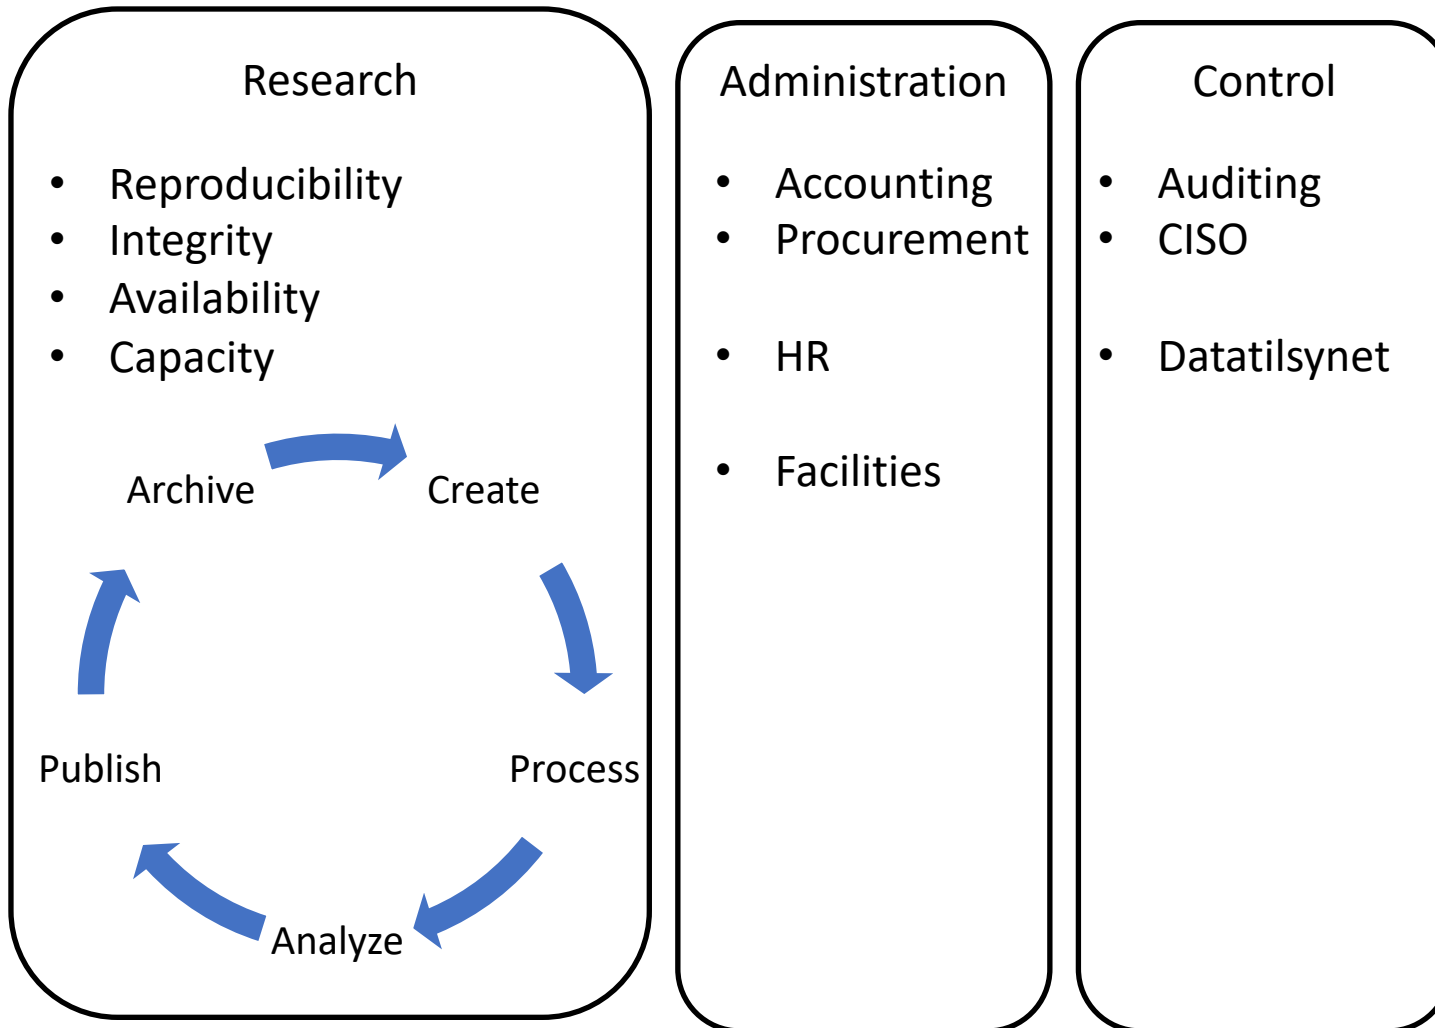 Research
• Reproducibility
• Integrity
• Availability
• Capacity
Archive
Create
Publish
Process
Analyze
Administration
• Accounting
• Procurement
• HR
• Facilities
Control
• Auditing
• CISO
• Datatilsynet